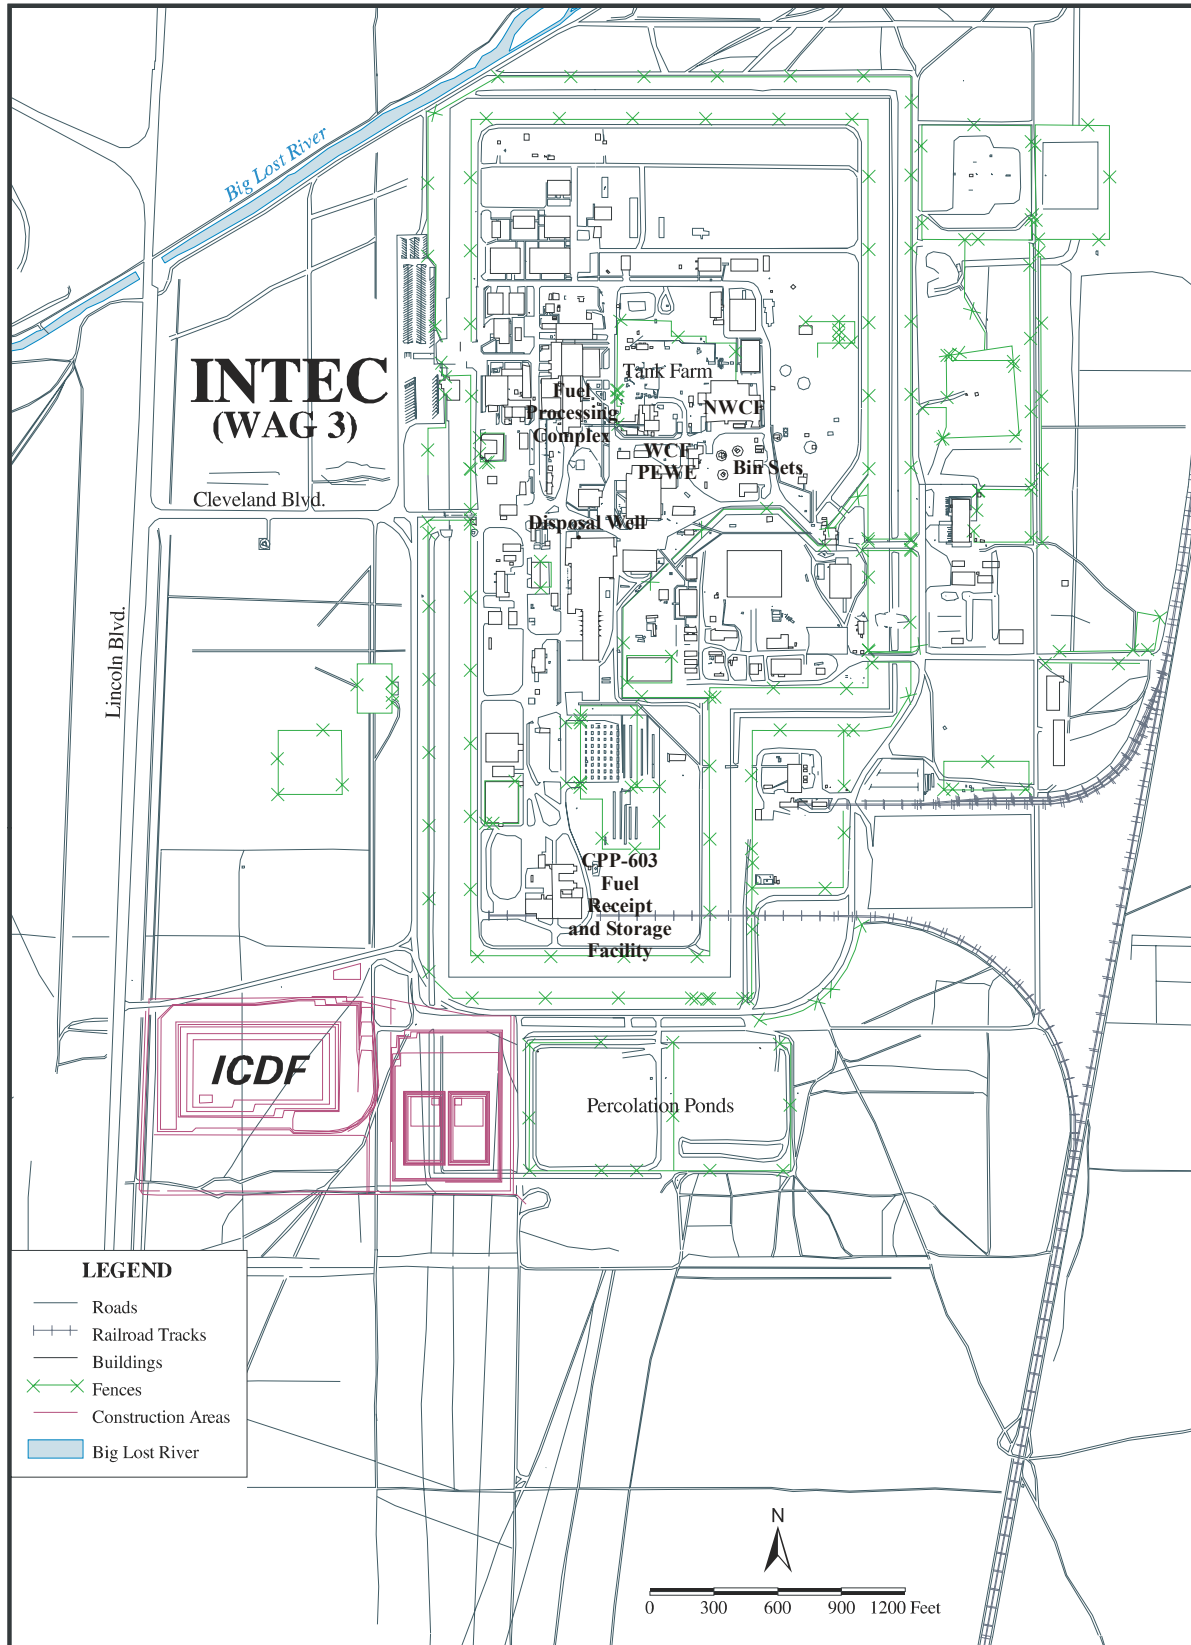 Big Lost River
INTEC
(WAG 3)
Tank Farm
Fuel
Processing
Complex
NWCF
WCF
PEWE
Bin Sets
Cleveland Blvd.
Disposal Well
Lincoln Blvd.
CPP-603
Fuel
Receipt
and Storage
Facility
ICDF
Percolation Ponds
LEGEND
Roads
Railroad Tracks
Buildings
Fences
Construction Areas
Big Lost River
N
0 300 600 900 1200 Feet